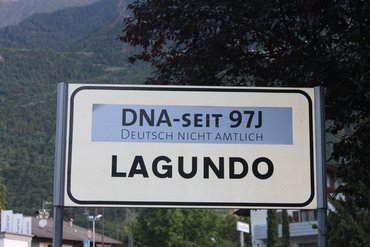 DNA-SEIT 97J
DEUTSCH NICHT AMTLICH
LAGUNDO